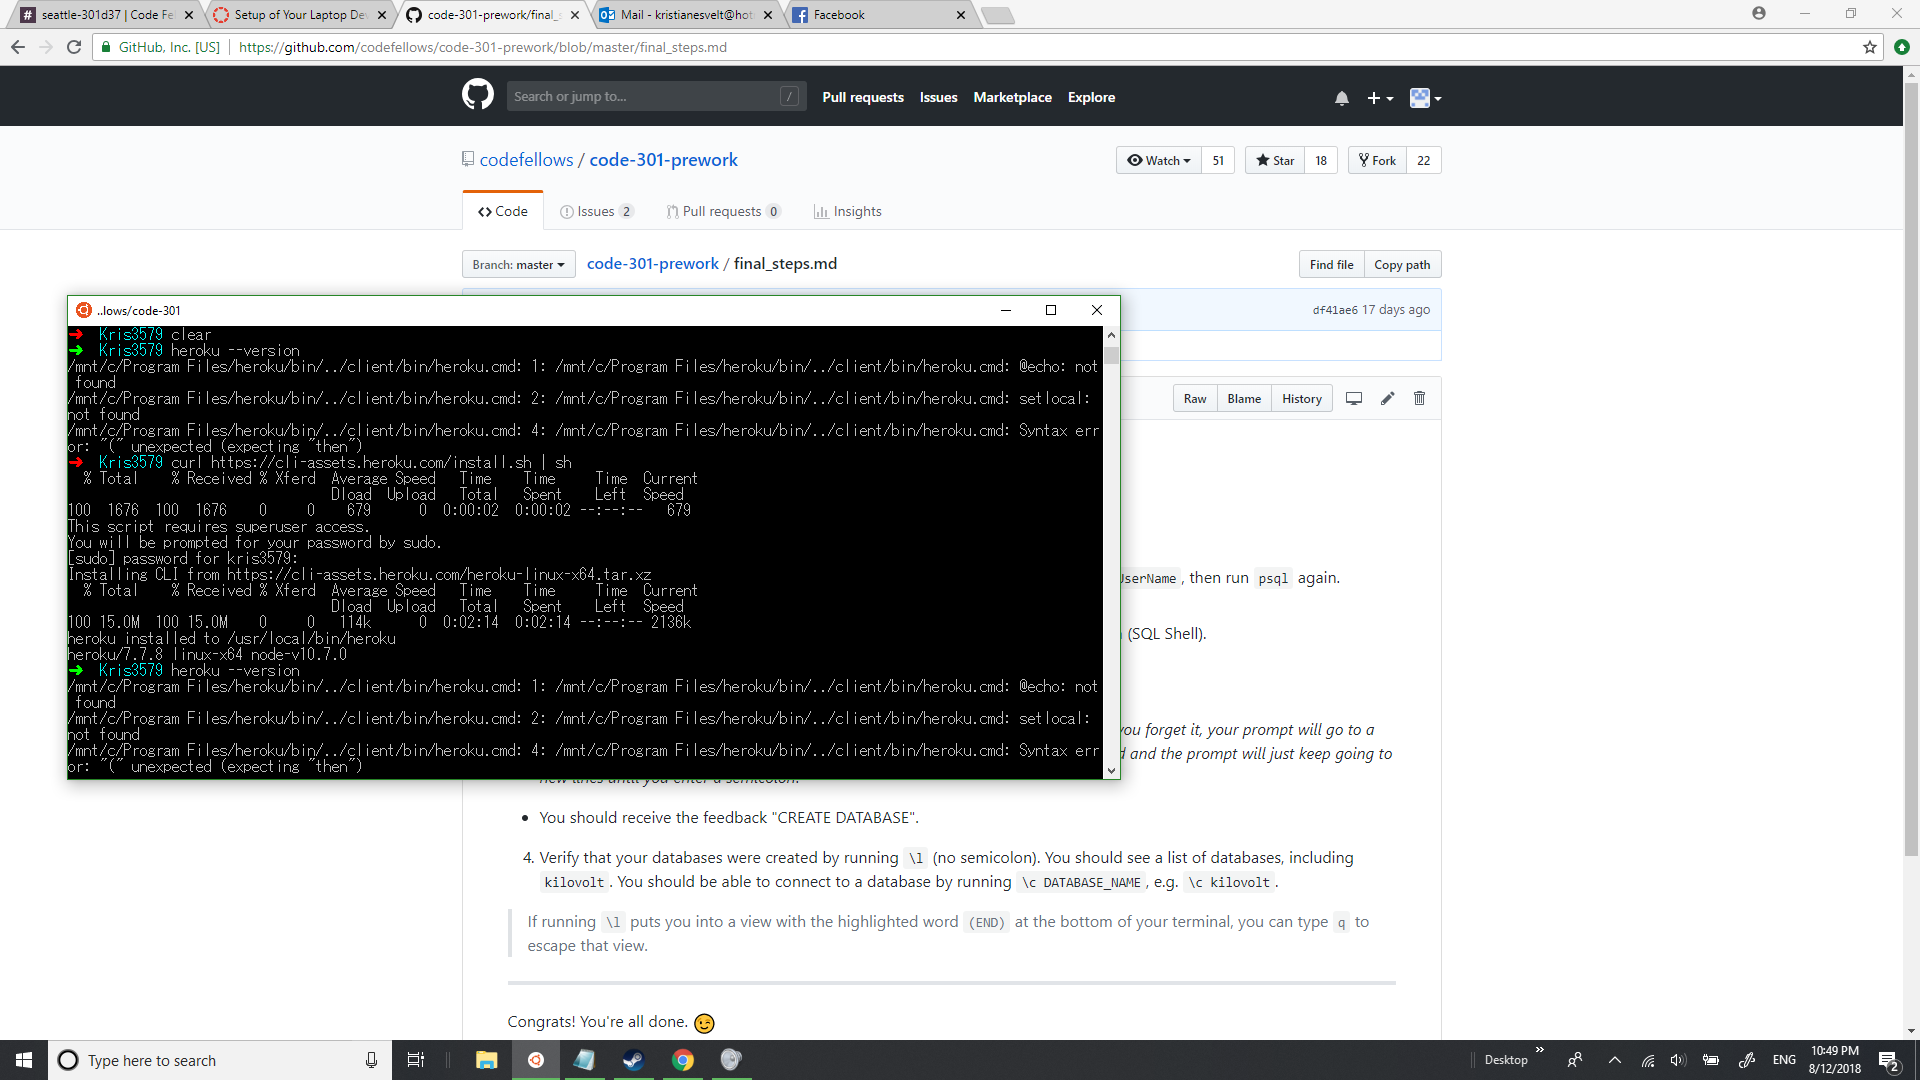 seattle-301d37 | Code Fel
Setup of Your Laptop Dev
code-301-prework/final_s
Mail - kristianesvelt@hot
Facebook
GitHub, Inc. [US]
https://github.com/codefellows/code-301-prework/blob/master/final_steps.md
Search or jump to...
/
Pull requests
Issues
Marketplace
Explore
codefellows / code-301-prework
Watch 51
Star 18
Fork 22
Code
Issues 2
Pull requests 0
Insights
Branch: master
code-301-prework / final_steps.md
Find file
Copy path
df41ae6 17 days ago
Raw
Blame
History
..lows/code-301
➜ Kris3579 clear
➜ Kris3579 heroku --version
/mnt/c/Program Files/heroku/bin/../client/bin/heroku.cmd: 1: /mnt/c/Program Files/heroku/bin/../client/bin/heroku.cmd: @echo: not
found
/mnt/c/Program Files/heroku/bin/../client/bin/heroku.cmd: 2: /mnt/c/Program Files/heroku/bin/../client/bin/heroku.cmd: setlocal:
not found
/mnt/c/Program Files/heroku/bin/../client/bin/heroku.cmd: 4: /mnt/c/Program Files/heroku/bin/../client/bin/heroku.cmd: Syntax err
or: "(" unexpected (expecting "then")
➜ Kris3579 curl https://cli-assets.heroku.com/install.sh | sh
% Total % Received % Xferd Average Speed Time Time Time Current
Dload Upload Total Spent Left Speed
100 1676 100 1676 0 0 679 0 0:00:02 0:00:02 --:--:-- 679
This script requires superuser access.
You will be prompted for your password by sudo.
[sudo] password for kris3579:
Installing CLI from https://cli-assets.heroku.com/heroku-linux-x64.tar.xz
% Total % Received % Xferd Average Speed Time Time Time Current
Dload Upload Total Spent Left Speed
100 15.0M 100 15.0M 0 0 114k 0 0:02:14 0:02:14 --:--:-- 2136k
heroku installed to /usr/local/bin/heroku
heroku/7.7.8 linux-x64 node-v10.7.0
➜ Kris3579 heroku --version
/mnt/c/Program Files/heroku/bin/../client/bin/heroku.cmd: 1: /mnt/c/Program Files/heroku/bin/../client/bin/heroku.cmd: @echo: not
found
/mnt/c/Program Files/heroku/bin/../client/bin/heroku.cmd: 2: /mnt/c/Program Files/heroku/bin/../client/bin/heroku.cmd: setlocal:
not found
/mnt/c/Program Files/heroku/bin/../client/bin/heroku.cmd: 4: /mnt/c/Program Files/heroku/bin/../client/bin/heroku.cmd: Syntax err
or: "(" unexpected (expecting "then")
UserName , then run psql again.
(SQL Shell).
you forget it, your prompt will go to a
and the prompt will just keep going to
new lines until you enter a semicolon.
• You should receive the feedback "CREATE DATABASE".
4. Verify that your databases were created by running \l (no semicolon). You should see a list of databases, including
kilovolt . You should be able to connect to a database by running \c DATABASE_NAME , e.g. \c kilovolt .
If running \l puts you into a view with the highlighted word (END) at the bottom of your terminal, you can type q to
escape that view.
Congrats! You're all done. 😉
Type here to search
Desktop
ENG
10:49 PM
8/12/2018
2